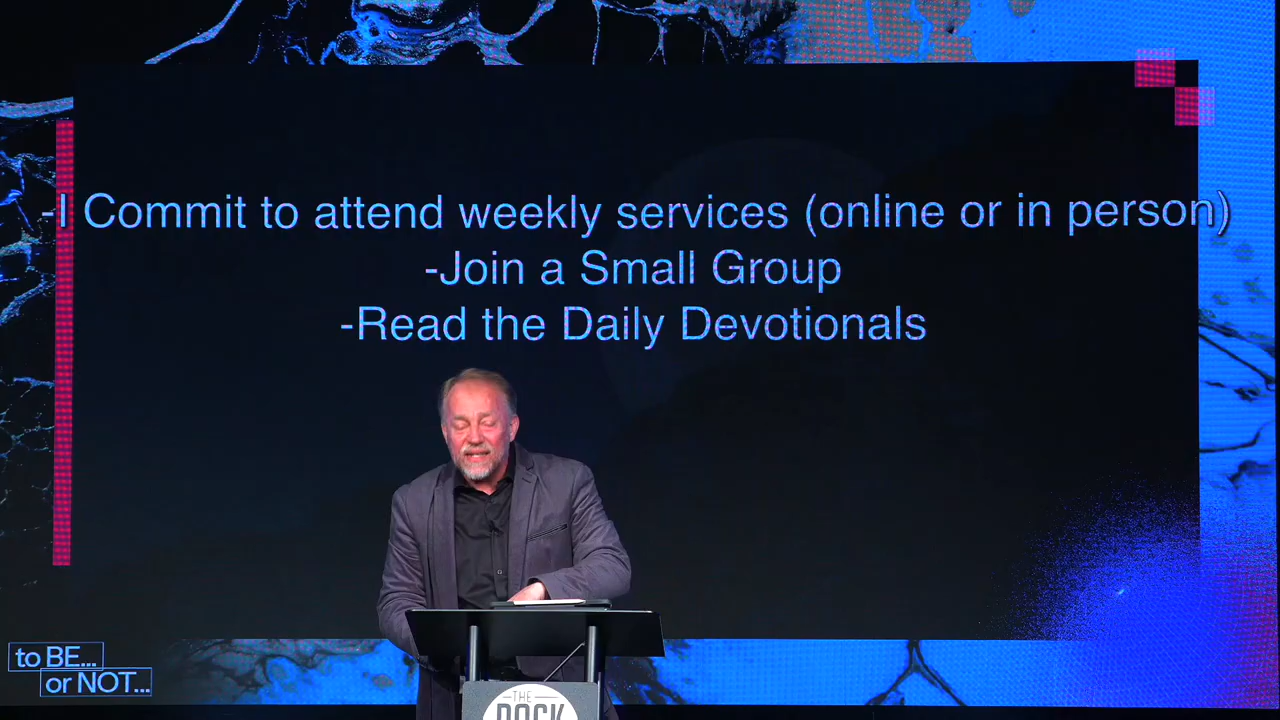 -I Commit to attend weekly services (online or in person)
-Join a Small Group
-Read the Daily Devotionals
to BE...
or NOT...
THE
ROCK